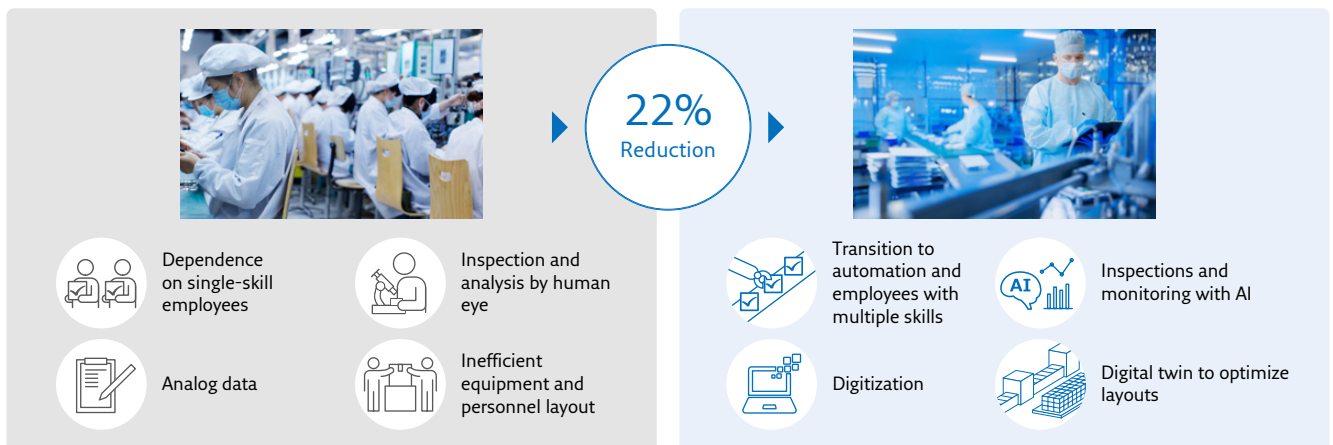 22%
Reduction
Dependence
on single-skill
employees
Inspection and
analysis by human
eye
Analog data
Inefficient
equipment and
personnel layout
Transition to
automation and
employees with
multiple skills
AI
Inspections and
monitoring with AI
Digitization
Digital twin to optimize
layouts